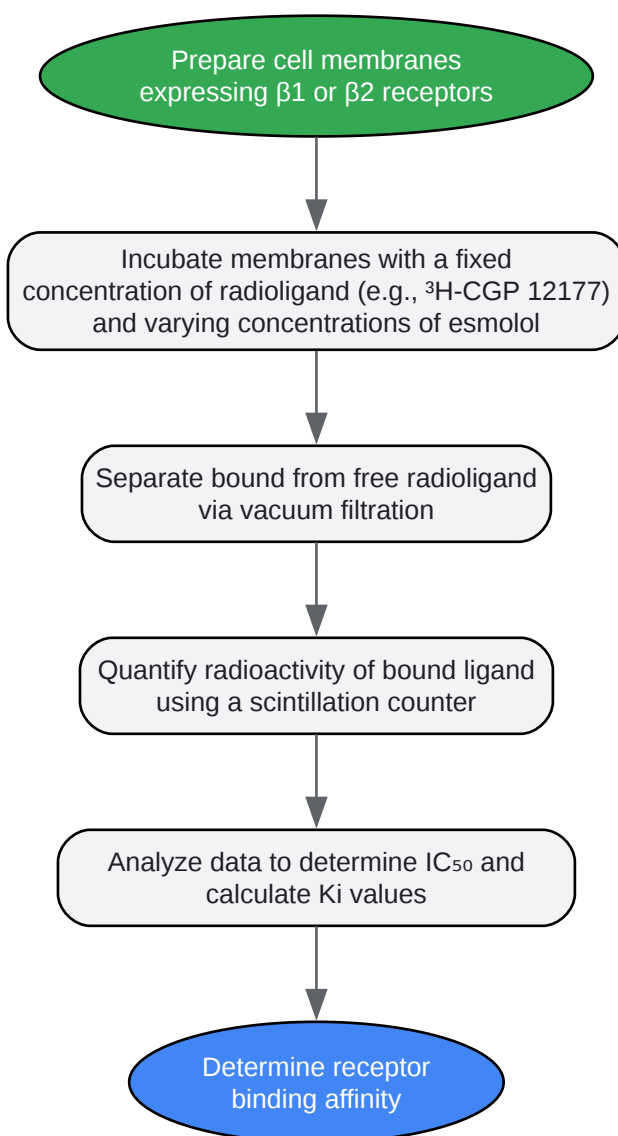 Prepare cell membranes
expressing β1 or β2 receptors
Incubate membranes with a fixed
concentration of radioligand (e.g., ³H-CGP 12177)
and varying concentrations of esmolol
Separate bound from free radioligand
via vacuum filtration
Quantify radioactivity of bound ligand
using a scintillation counter
Analyze data to determine IC₅₀ and
calculate Ki values
Determine receptor
binding affinity